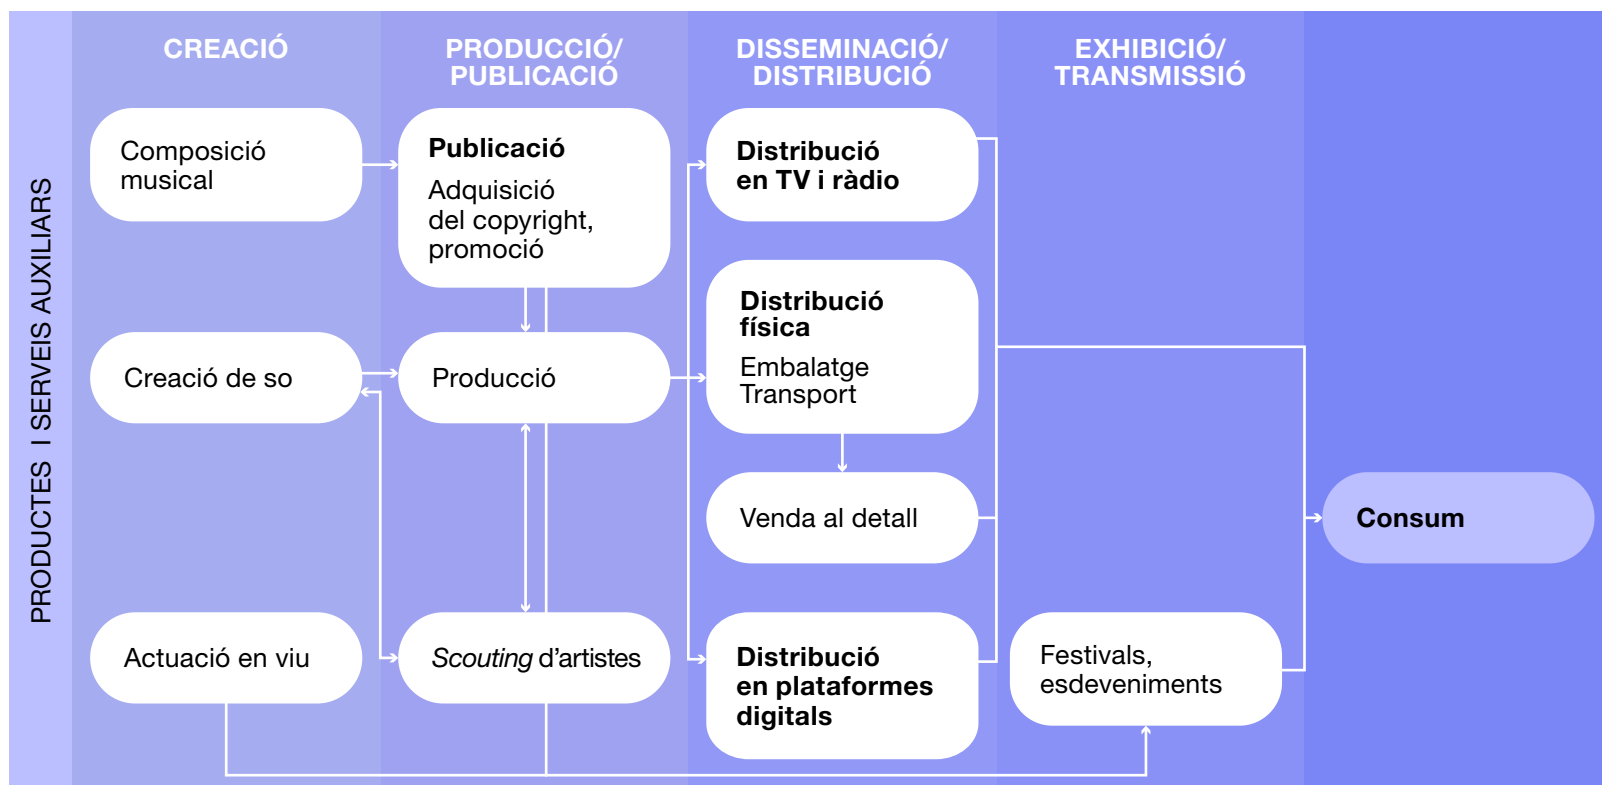 PRODUCTES I SERVEIS AUXILIARS
CREACIÓ
Composició
musical
Creació de so
Actuació en viu
PRODUCCIÓ/
PUBLICACIÓ
Publicació
Adquisició
del copyright,
promoció
Producció
Scouting d’artistes
DISSEMINACIÓ/
DISTRIBUCIÓ
Distribució
en TV i ràdio
Distribució
física
Embalatge
Transport
Venda al detall
Distribució
en plataformes
digitals
EXHIBICIÓ/
TRANSMISSIÓ
Festivals,
esdeveniments
Consum